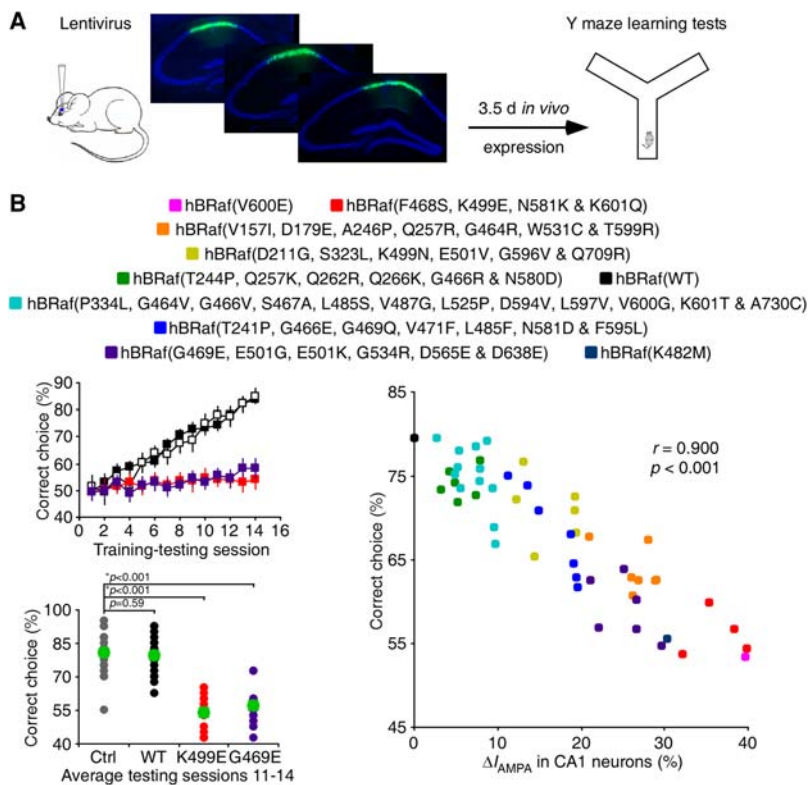 A
Lentivirus
Y maze learning tests
3.5 d in vivo
expression
B
hBRaf(V600E) hBRaf(F468S, K499E, N581K & K601Q)
hBRaf(V157I, D179E, A246P, Q257R, G464R, W531C & T599R)
hBRaf(D211G, S323L, K499N, E501V, G596V & Q709R)
hBRaf(T244P, Q257K, Q262R, Q266K, G466R & N580D) hBRaf(WT)
hBRaf(P334L, G464V, G466V, S467A, L485S, V487G, L525P, D594V, L597V, V600G, K601T & A730C)
hBRaf(T241P, G466E, G469Q, V471F, L485F, N581D & F595L)
hBRaf(G469E, E501G, E501K, G534R, D565E & D638E) hBRaf(K482M)
Correct choice (%)
90
80
70
60
50
0 2 4 6 8 10 12 14 16
Training-testing session
Correct choice (%)
100
85
70
55
40
*p<0.001
*p<0.001
p=0.59
Ctrl WT K499E G469E
Average testing sessions 11-14
Correct choice (%)
85
75
65
55
45
r = 0.900
p < 0.001
0 10 20 30 40
ΔI_AMPA in CA1 neurons (%)